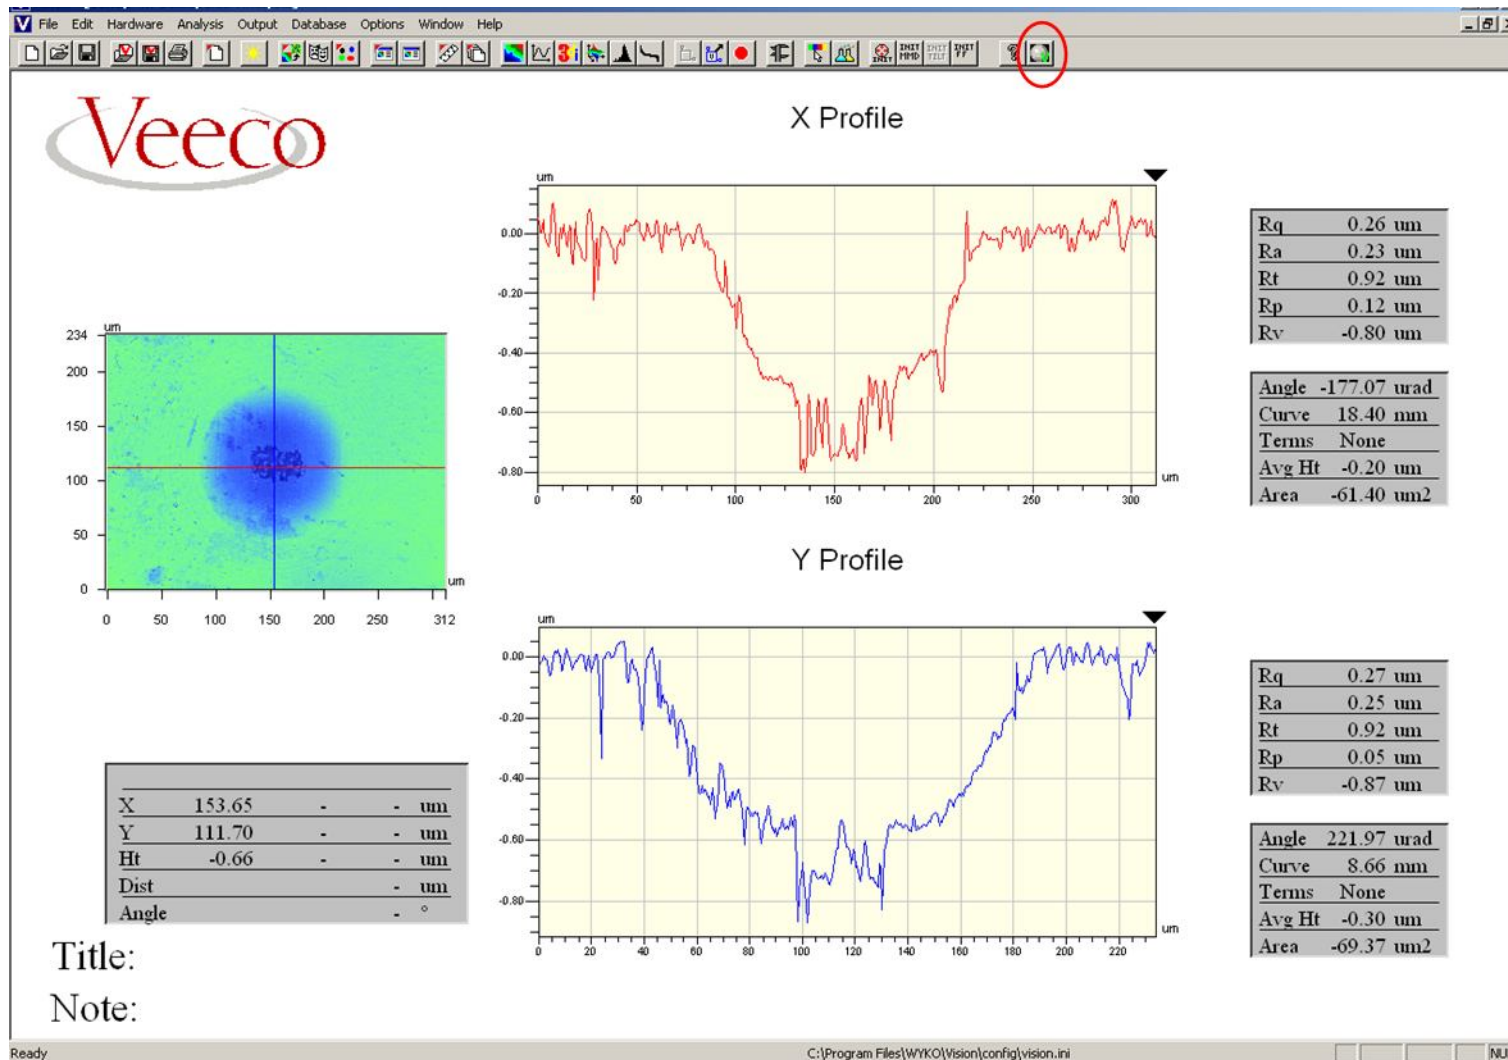 File Edit Hardware Analysis Output Database Options Window Help
INIT INIT MMD INIT TILT INIT FF
Veeco
X Profile
um
0.00
-0.20
-0.40
-0.60
-0.80
0 50 100 150 200 250 300
um
Rq 0.26 um
Ra 0.23 um
Rt 0.92 um
Rp 0.12 um
Rv -0.80 um
Angle -177.07 urad
Curve 18.40 mm
Terms None
Avg Ht -0.20 um
Area -61.40 um2
um
234
200
150
100
50
0
um
0 50 100 150 200 250 312
Y Profile
um
0.00
-0.20
-0.40
-0.60
-0.80
0 20 40 60 80 100 120 140 160 180 200 220
um
Rq 0.27 um
Ra 0.25 um
Rt 0.92 um
Rp 0.05 um
Rv -0.87 um
Angle 221.97 urad
Curve 8.66 mm
Terms None
Avg Ht -0.30 um
Area -69.37 um2
X 153.65 - - um
Y 111.70 - - um
Ht -0.66 - - um
Dist - um
Angle - °
Title:
Note:
Ready C:\Program Files\WYKO\Vision\config\vision.ini NU